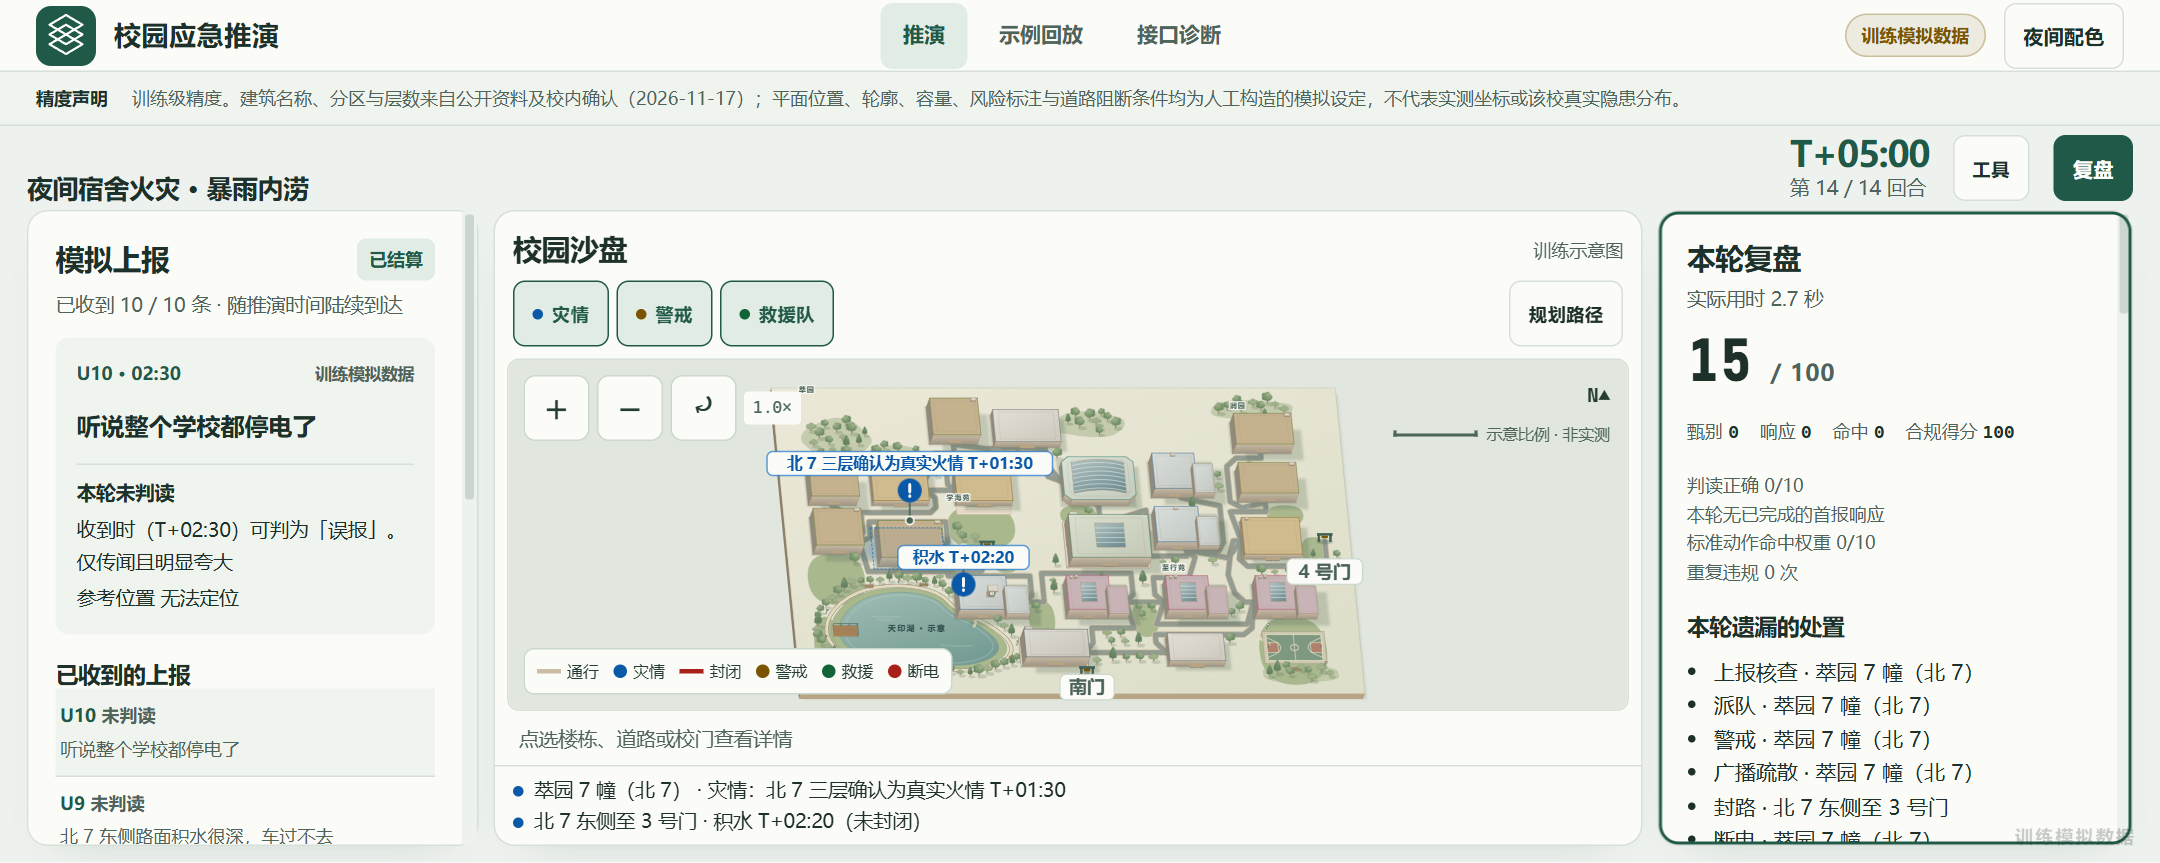 校园应急推演
推演
示例回放
接口诊断
训练模拟数据
夜间配色
精度声明 训练级精度。建筑名称、分区与层数来自公开资料及校内确认（2026-11-17）；平面位置、轮廓、容量、风险标注与道路阻断条件均为人工构造的模拟设定，不代表实测坐标或该校真实隐患分布。
夜间宿舍火灾 • 暴雨内涝
T+05:00
第 14 / 14 回合
工具
复盘
模拟上报
已结算
已收到 10 / 10 条 · 随推演时间陆续到达
U10 • 02:30
训练模拟数据
听说整个学校都停电了
本轮未判读
收到时（T+02:30）可判为「误报」。
仅传闻且明显夸大
参考位置 无法定位
已收到的上报
U10 未判读
听说整个学校都停电了
U9 未判读
北 7 东侧路面积水很深，车过不去
校园沙盘
训练示意图
灾情
警戒
救援队
规划路径
+
−
1.0×
萃园
润园
N▲
示意比例 · 非实测
北 7 三层确认为真实火情 T+01:30
学海苑
积水 T+02:20
至行苑
4 号门
天印湖 · 示意
通行 灾情 封闭 警戒 救援 断电
南门
点选楼栋、道路或校门查看详情
萃园 7 幢（北 7） · 灾情：北 7 三层确认为真实火情 T+01:30
北 7 东侧至 3 号门 · 积水 T+02:20（未封闭）
本轮复盘
实际用时 2.7 秒
15 / 100
甄别 0 响应 0 命中 0 合规得分 100
判读正确 0/10
本轮无已完成的首报响应
标准动作命中权重 0/10
重复违规 0 次
本轮遗漏的处置
• 上报核查 · 萃园 7 幢（北 7）
• 派队 · 萃园 7 幢（北 7）
• 警戒 · 萃园 7 幢（北 7）
• 广播疏散 · 萃园 7 幢（北 7）
• 封路 · 北 7 东侧至 3 号门
• 断电 · 萃园 7 幢（北 7）
训练模拟数据